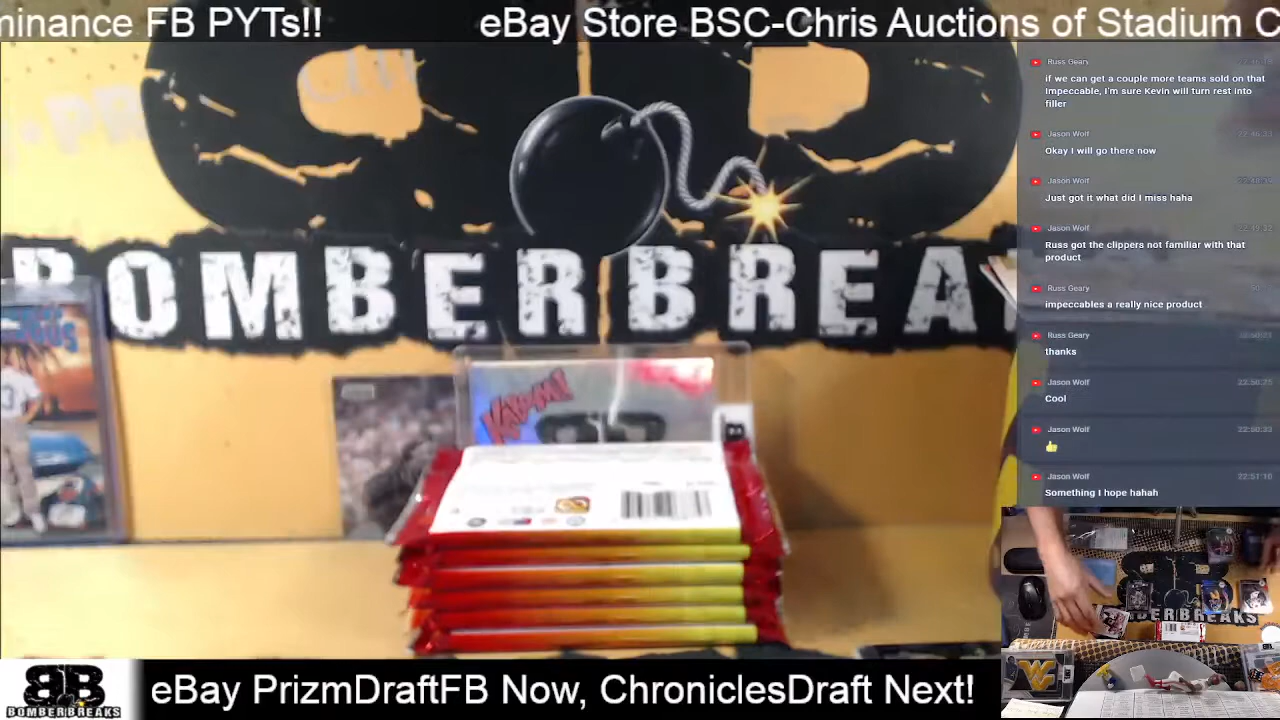 minance FB PYTs!! eBay Store BSC-Chris Auctions of Stadium C
BOMBERBREA
KABOOM!
Russ Geary
if we can get a couple more teams sold on that
Impeccable, I'm sure Kevin will turn rest into
filler
Jason Wolf
Okay I will go there now
Jason Wolf
Just got it what did I miss haha
Jason Wolf
Russ got the clippers not familiar with that
product
Russ Geary
impeccables a really nice product
Russ Geary
thanks
Jason Wolf
Cool
Jason Wolf
Jason Wolf
Something I hope hahah
MBERBREAKS
BB
BOMBERBREAKS
eBay PrizmDraftFB Now, ChroniclesDraft Next!